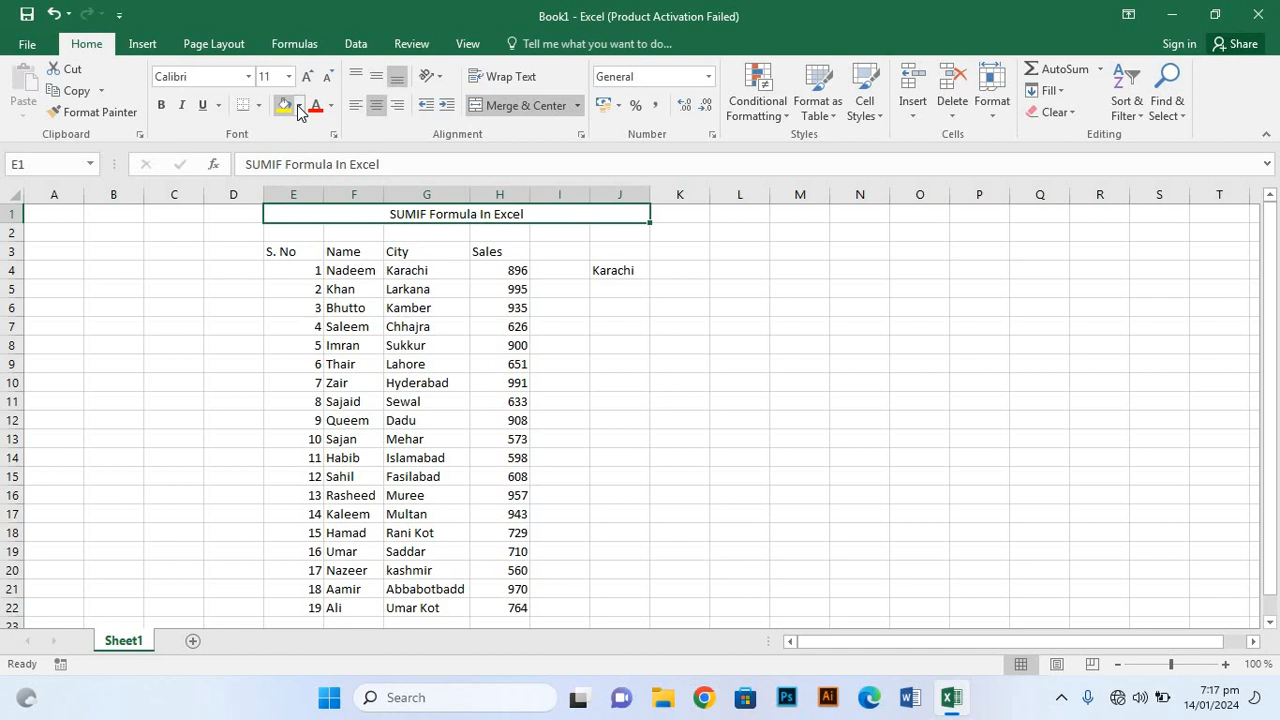 Book1 - Excel (Product Activation Failed)
File Home Insert Page Layout Formulas Data Review View Tell me what you want to do... Sign in Share
Cut
Copy
Format Painter
Paste
Clipboard
Calibri 11
B I U A
Font
Wrap Text
Merge & Center
Alignment
General
%
Number
Conditional Formatting
Format as Table
Cell Styles
Styles
Insert Delete Format
Cells
AutoSum
Fill
Clear
Sort & Filter
Find & Select
Editing
E1 fx SUMIF Formula In Excel
A B C D E F G H I J K L M N O P Q R S T
1 SUMIF Formula In Excel
2
3 S. No Name City Sales
4 1 Nadeem Karachi 896 Karachi
5 2 Khan Larkana 995
6 3 Bhutto Kamber 935
7 4 Saleem Chhajra 626
8 5 Imran Sukkur 900
9 6 Thair Lahore 651
10 7 Zair Hyderabad 991
11 8 Sajaid Sewal 633
12 9 Queem Dadu 908
13 10 Sajan Mehar 573
14 11 Habib Islamabad 598
15 12 Sahil Fasilabad 608
16 13 Rasheed Muree 957
17 14 Kaleem Multan 943
18 15 Hamad Rani Kot 729
19 16 Umar Saddar 710
20 17 Nazeer kashmir 560
21 18 Aamir Abbabotbadd 970
22 19 Ali Umar Kot 764
23
Sheet1
Ready 100 %
Search
7:17 pm
14/01/2024